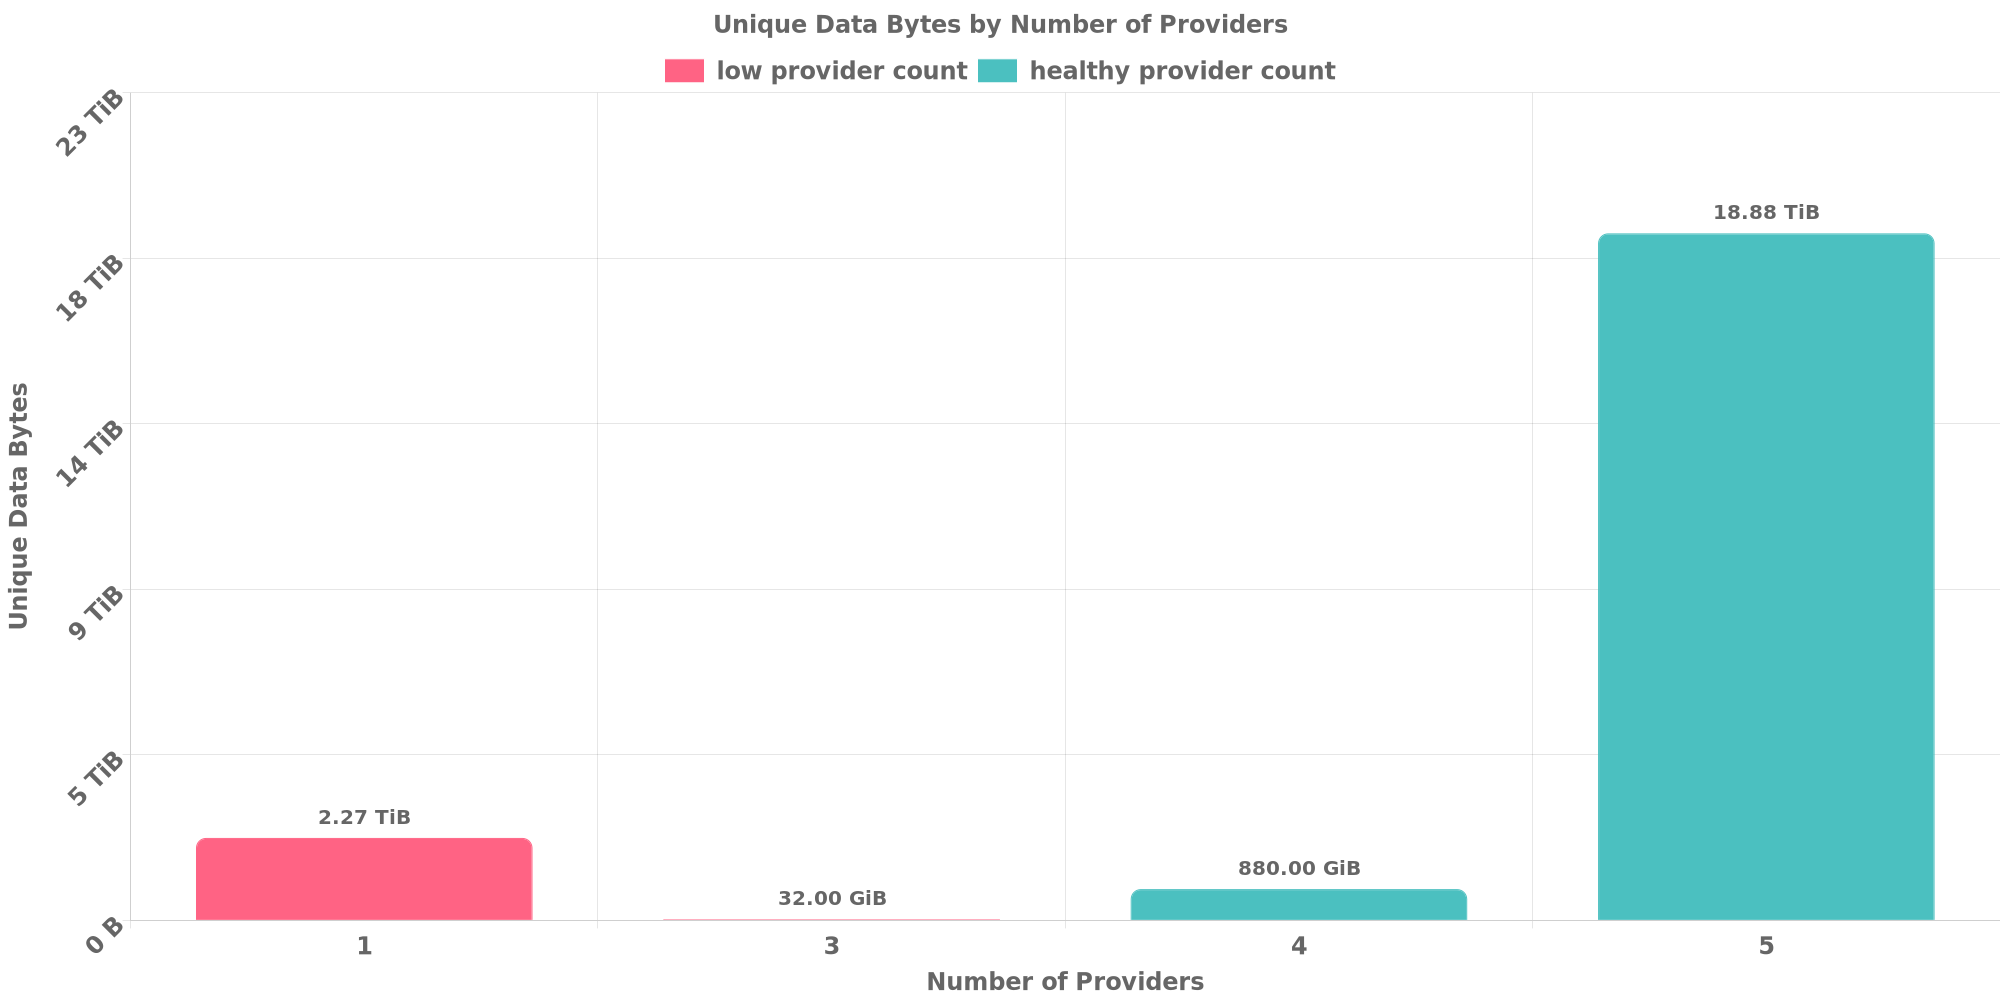 Unique Data Bytes by Number of Providers
low provider count healthy provider count
23 TiB
18 TiB
14 TiB
9 TiB
5 TiB
0 B
Unique Data Bytes
2.27 TiB
32.00 GiB
880.00 GiB
18.88 TiB
1 3 4 5
Number of Providers